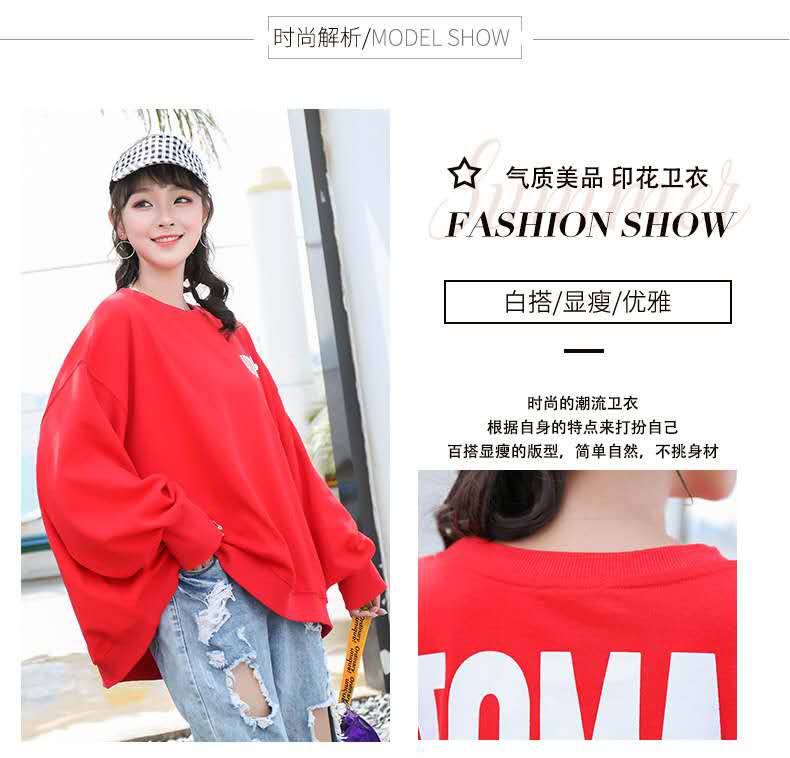 时尚解析/MODEL SHOW
Summer
气质美品 印花卫衣
FASHION SHOW
白搭/显瘦/优雅
时尚的潮流卫衣
根据自身的特点来打扮自己
百搭显瘦的版型，简单自然，不挑身材
TOMA